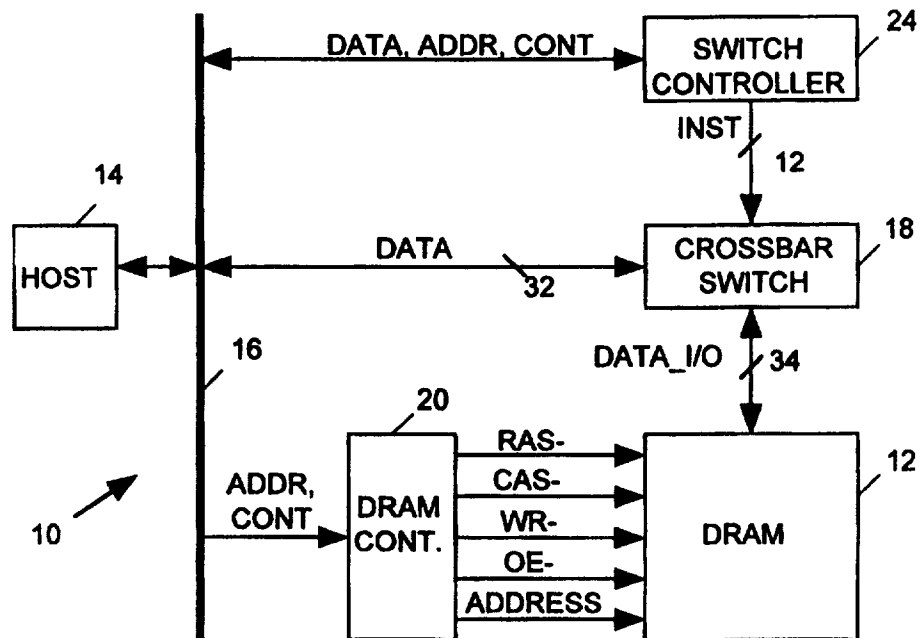 24
DATA, ADDR, CONT
SWITCH
CONTROLLER
INST
12
14
18
HOST
DATA
32
CROSSBAR
SWITCH
16
DATA_I/O
34
20
12
RAS-
CAS-
WR-
OE-
ADDRESS
ADDR,
CONT
DRAM
CONT.
DRAM
10